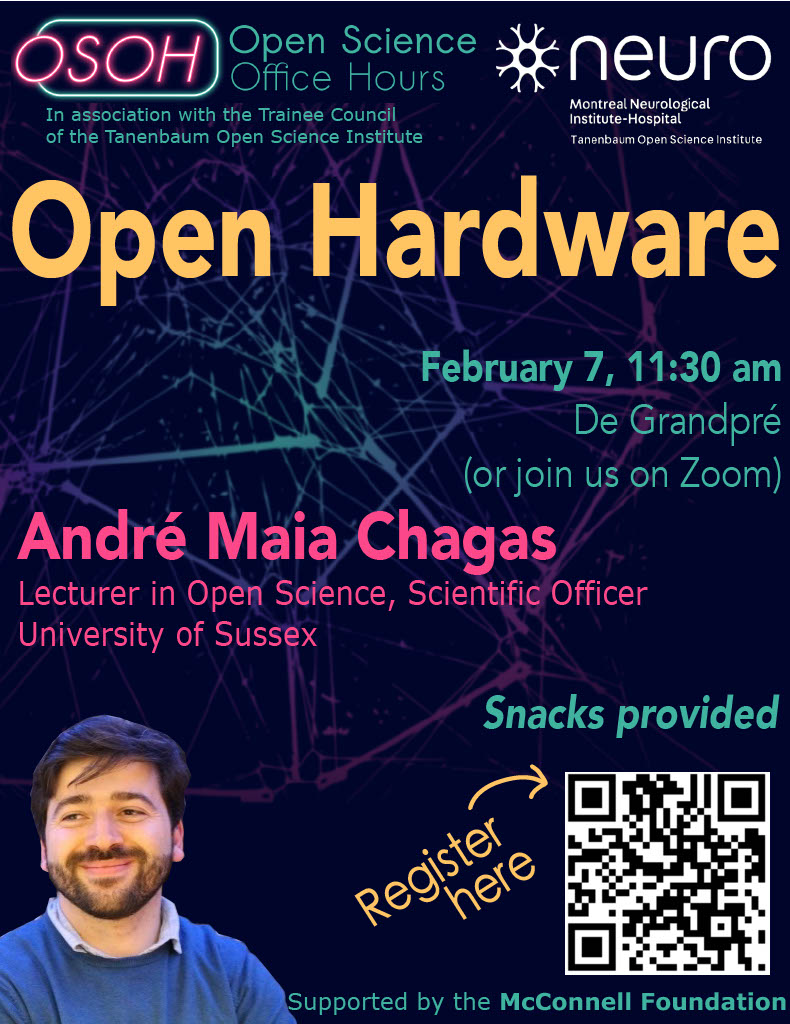 OSOH
Open Science
Office Hours
In association with the Trainee Council
of the Tanenbaum Open Science Institute
neuro
Montreal Neurological
Institute-Hospital
Tanenbaum Open Science Institute
Open Hardware
February 7, 11:30 am
De Grandpré
(or join us on Zoom)
André Maia Chagas
Lecturer in Open Science, Scientific Officer
University of Sussex
Snacks provided
Register
here
Supported by the McConnell Foundation